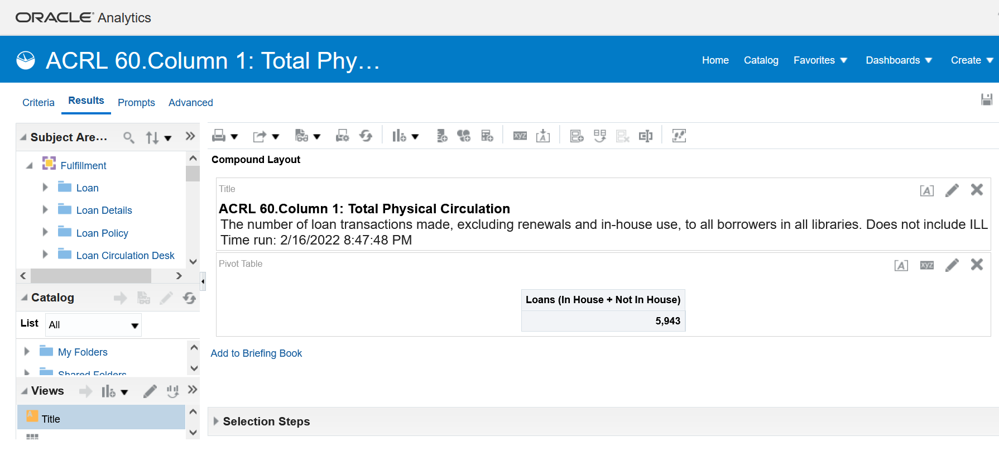 ORACLE® Analytics
ACRL 60.Column 1: Total Phy...
Home Catalog Favorites Dashboards Create
Criteria Results Prompts Advanced
Subject Are...
Fulfillment
Loan
Loan Details
Loan Policy
Loan Circulation Desk
Catalog
List All
My Folders
Shared Folders
Views
Title
xyz A
Compound Layout
Title
A
ACRL 60.Column 1: Total Physical Circulation
The number of loan transactions made, excluding renewals and in-house use, to all borrowers in all libraries. Does not include ILL
Time run: 2/16/2022 8:47:48 PM
Pivot Table
A xyz
Loans (In House + Not In House)
5,943
Add to Briefing Book
Selection Steps